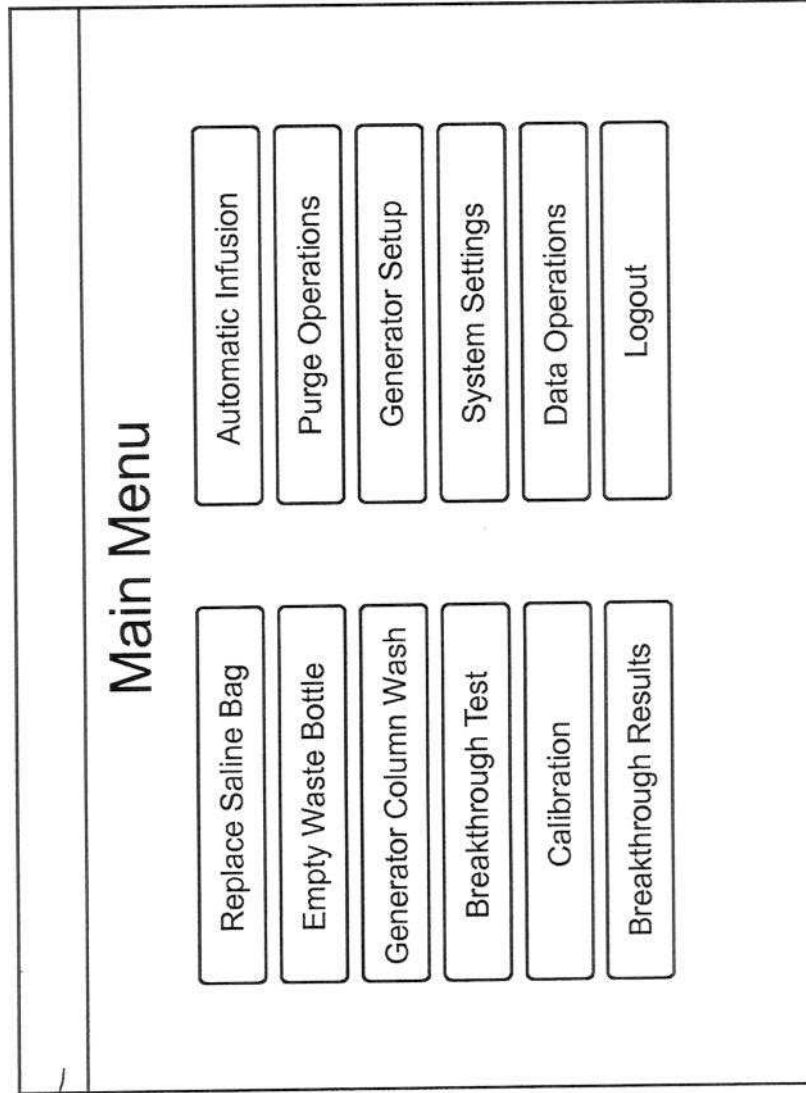 Main Menu
Replace Saline Bag
Empty Waste Bottle
Generator Column Wash
Breakthrough Test
Calibration
Breakthrough Results
Automatic Infusion
Purge Operations
Generator Setup
System Settings
Data Operations
Logout